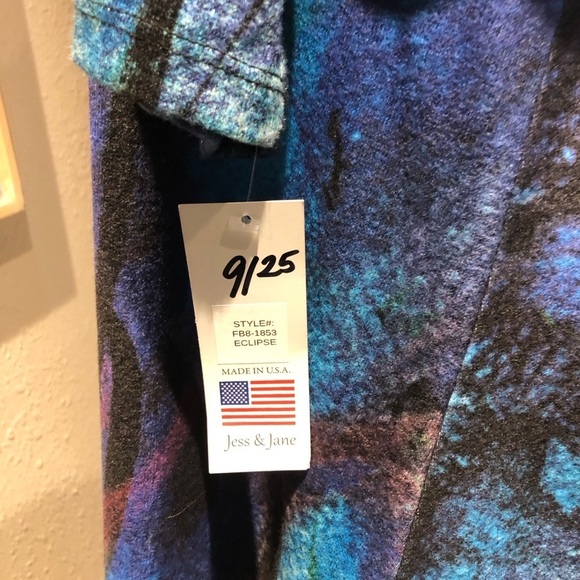 9/25
STYLE#:
FB8-1853
ECLIPSE
MADE IN U.S.A.
Jess & Jane